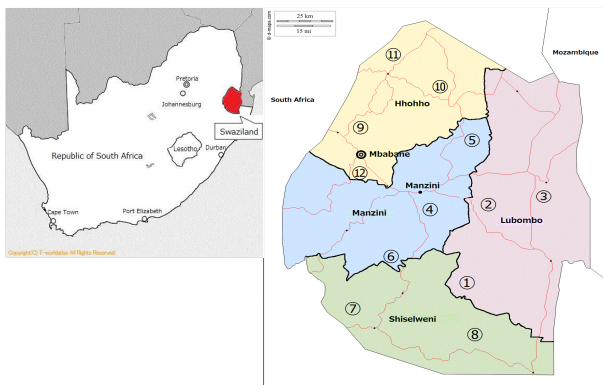 Pretoria
Johannesburg
Swaziland
Republic of South Africa
Lesotho
Durban
Cape Town
Port Elizabeth
Copyright(C) T-worldatlas All Rights Reserved
© d-maps.com
25 km
15 mi
Mozambique
South Africa
11
10
Hhohho
9
5
Mbabane
12
Manzini
3
2
4
Manzini
Lubombo
6
1
7
Shiselweni
8